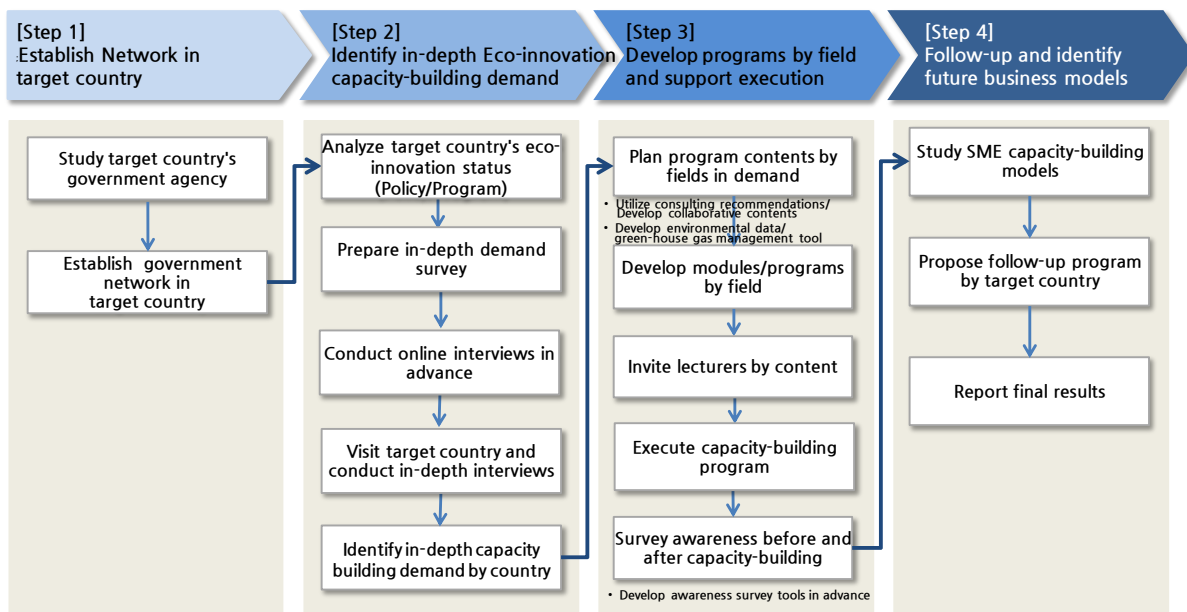 [Step 1]
Establish Network in
target country
[Step 2]
Identify in-depth Eco-innovation
capacity-building demand
[Step 3]
Develop programs by field
and support execution
[Step 4]
Follow-up and identify
future business models
Study target country's
government agency
Establish government
network in
target country
Analyze target country's eco-
innovation status
(Policy/Program)
Prepare in-depth demand
survey
Conduct online interviews in
advance
Visit target country and
conduct in-depth interviews
Identify in-depth capacity
building demand by country
Plan program contents by
fields in demand
• Utilize consulting recommendations/
Develop collaborative contents
• Develop environmental data/
green-house gas management tool
Develop modules/programs
by field
Invite lecturers by content
Execute capacity-building
program
Survey awareness before and
after capacity-building
• Develop awareness survey tools in advance
Study SME capacity-building
models
Propose follow-up program
by target country
Report final results